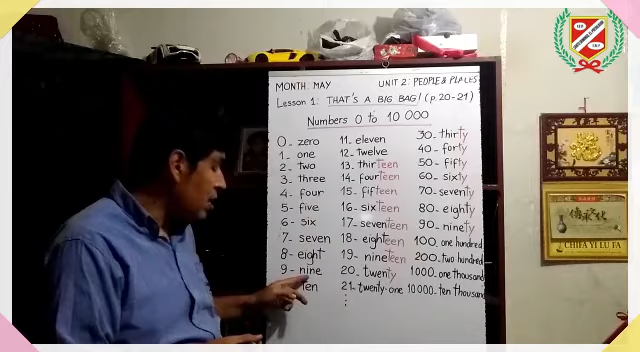 MONTH: MAY
UNIT 2: PEOPLE & PLACES
Lesson 1: THAT'S A BIG BAG! (p. 20-21)
Numbers 0 to 10 000
0- zero
1- one
2- two
3- three
4- four
5- five
6- six
7- seven
8- eight
9- nine
Ten
11- eleven
12- Twelve
13- thirteen
14- fourteen
15- fifteen
16- sixteen
17- seventeen
18- eighteen
19- nineteen
20- twenty
21- twenty-one
30- thirty
40- forty
50- fifty
60- sixty
70- seventy
80- eighty
90- ninety
100- one hundred
200- two hundred
1000- one thousand
10 000- ten thousand
CHIFA YI LU FA